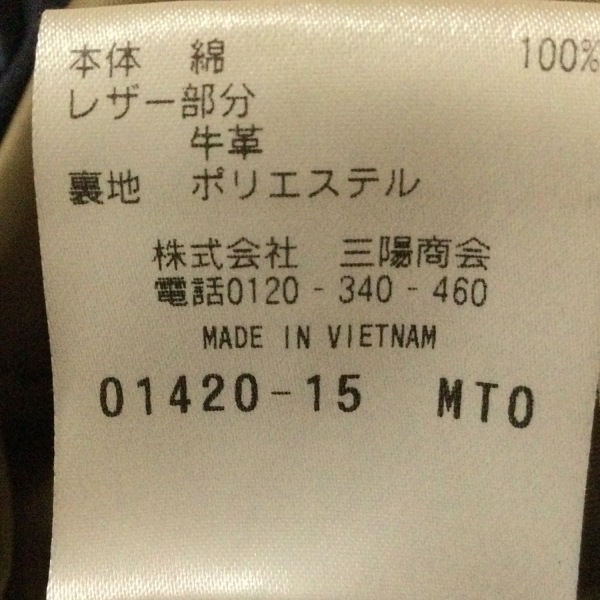 本体 綿 100%
レザー部分
牛革
裏地 ポリエステル
株式会社 三陽商会
電話0120-340-460
MADE IN VIETNAM
01420-15 MTO